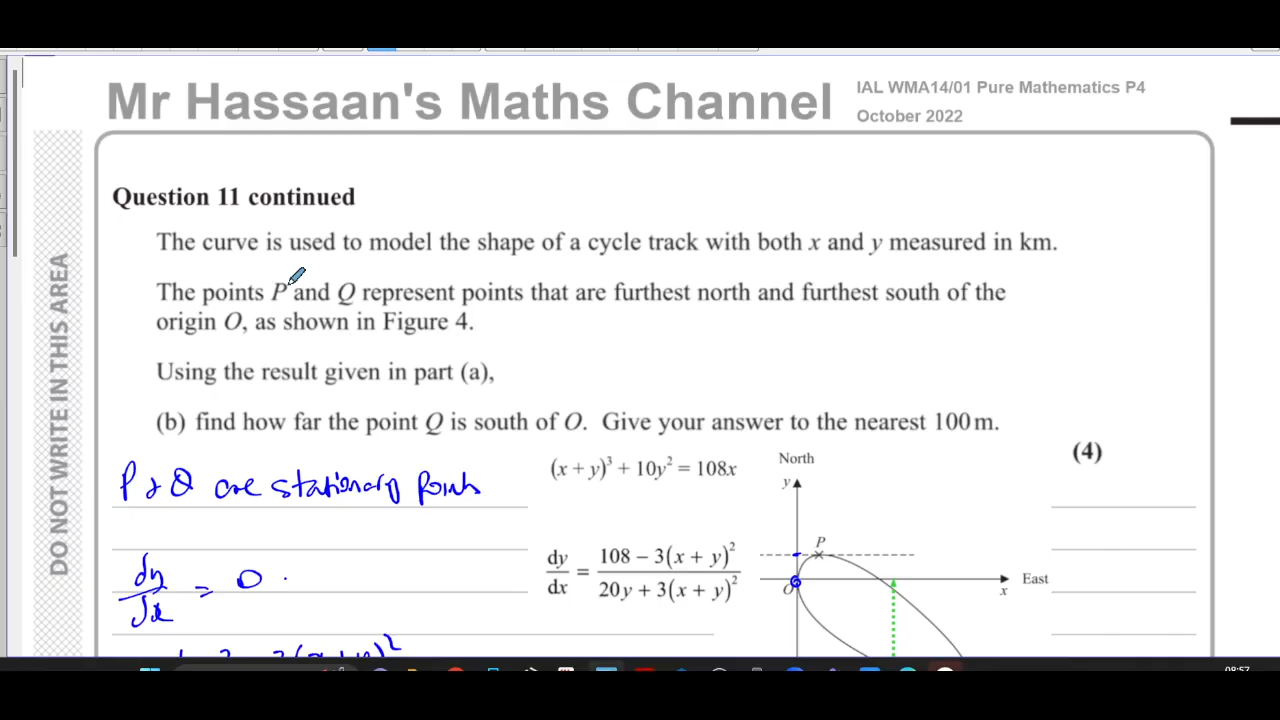 Mr Hassaan's Maths Channel
IAL WMA14/01 Pure Mathematics P4
October 2022
DO NOT WRITE IN THIS AREA
Question 11 continued
The curve is used to model the shape of a cycle track with both x and y measured in km.
The points P and Q represent points that are furthest north and furthest south of the
origin O, as shown in Figure 4.
Using the result given in part (a),
(b) find how far the point Q is south of O. Give your answer to the nearest 100 m.
(4)
P & Q are stationary points
(x + y)³ + 10y² = 108x
dy/dx = 0
dy/dx = (108 − 3(x + y)²)/(20y + 3(x + y)²)
North
y
P
O
East
x
08:57